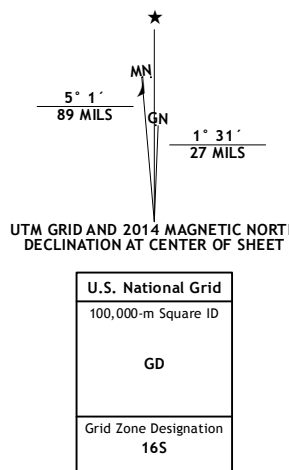 MN
5° 1´
89 MILS
GN
1° 31´
27 MILS
UTM GRID AND 2014 MAGNETIC NORTH
DECLINATION AT CENTER OF SHEET
U.S. National Grid
100,000-m Square ID
GD
Grid Zone Designation
16S